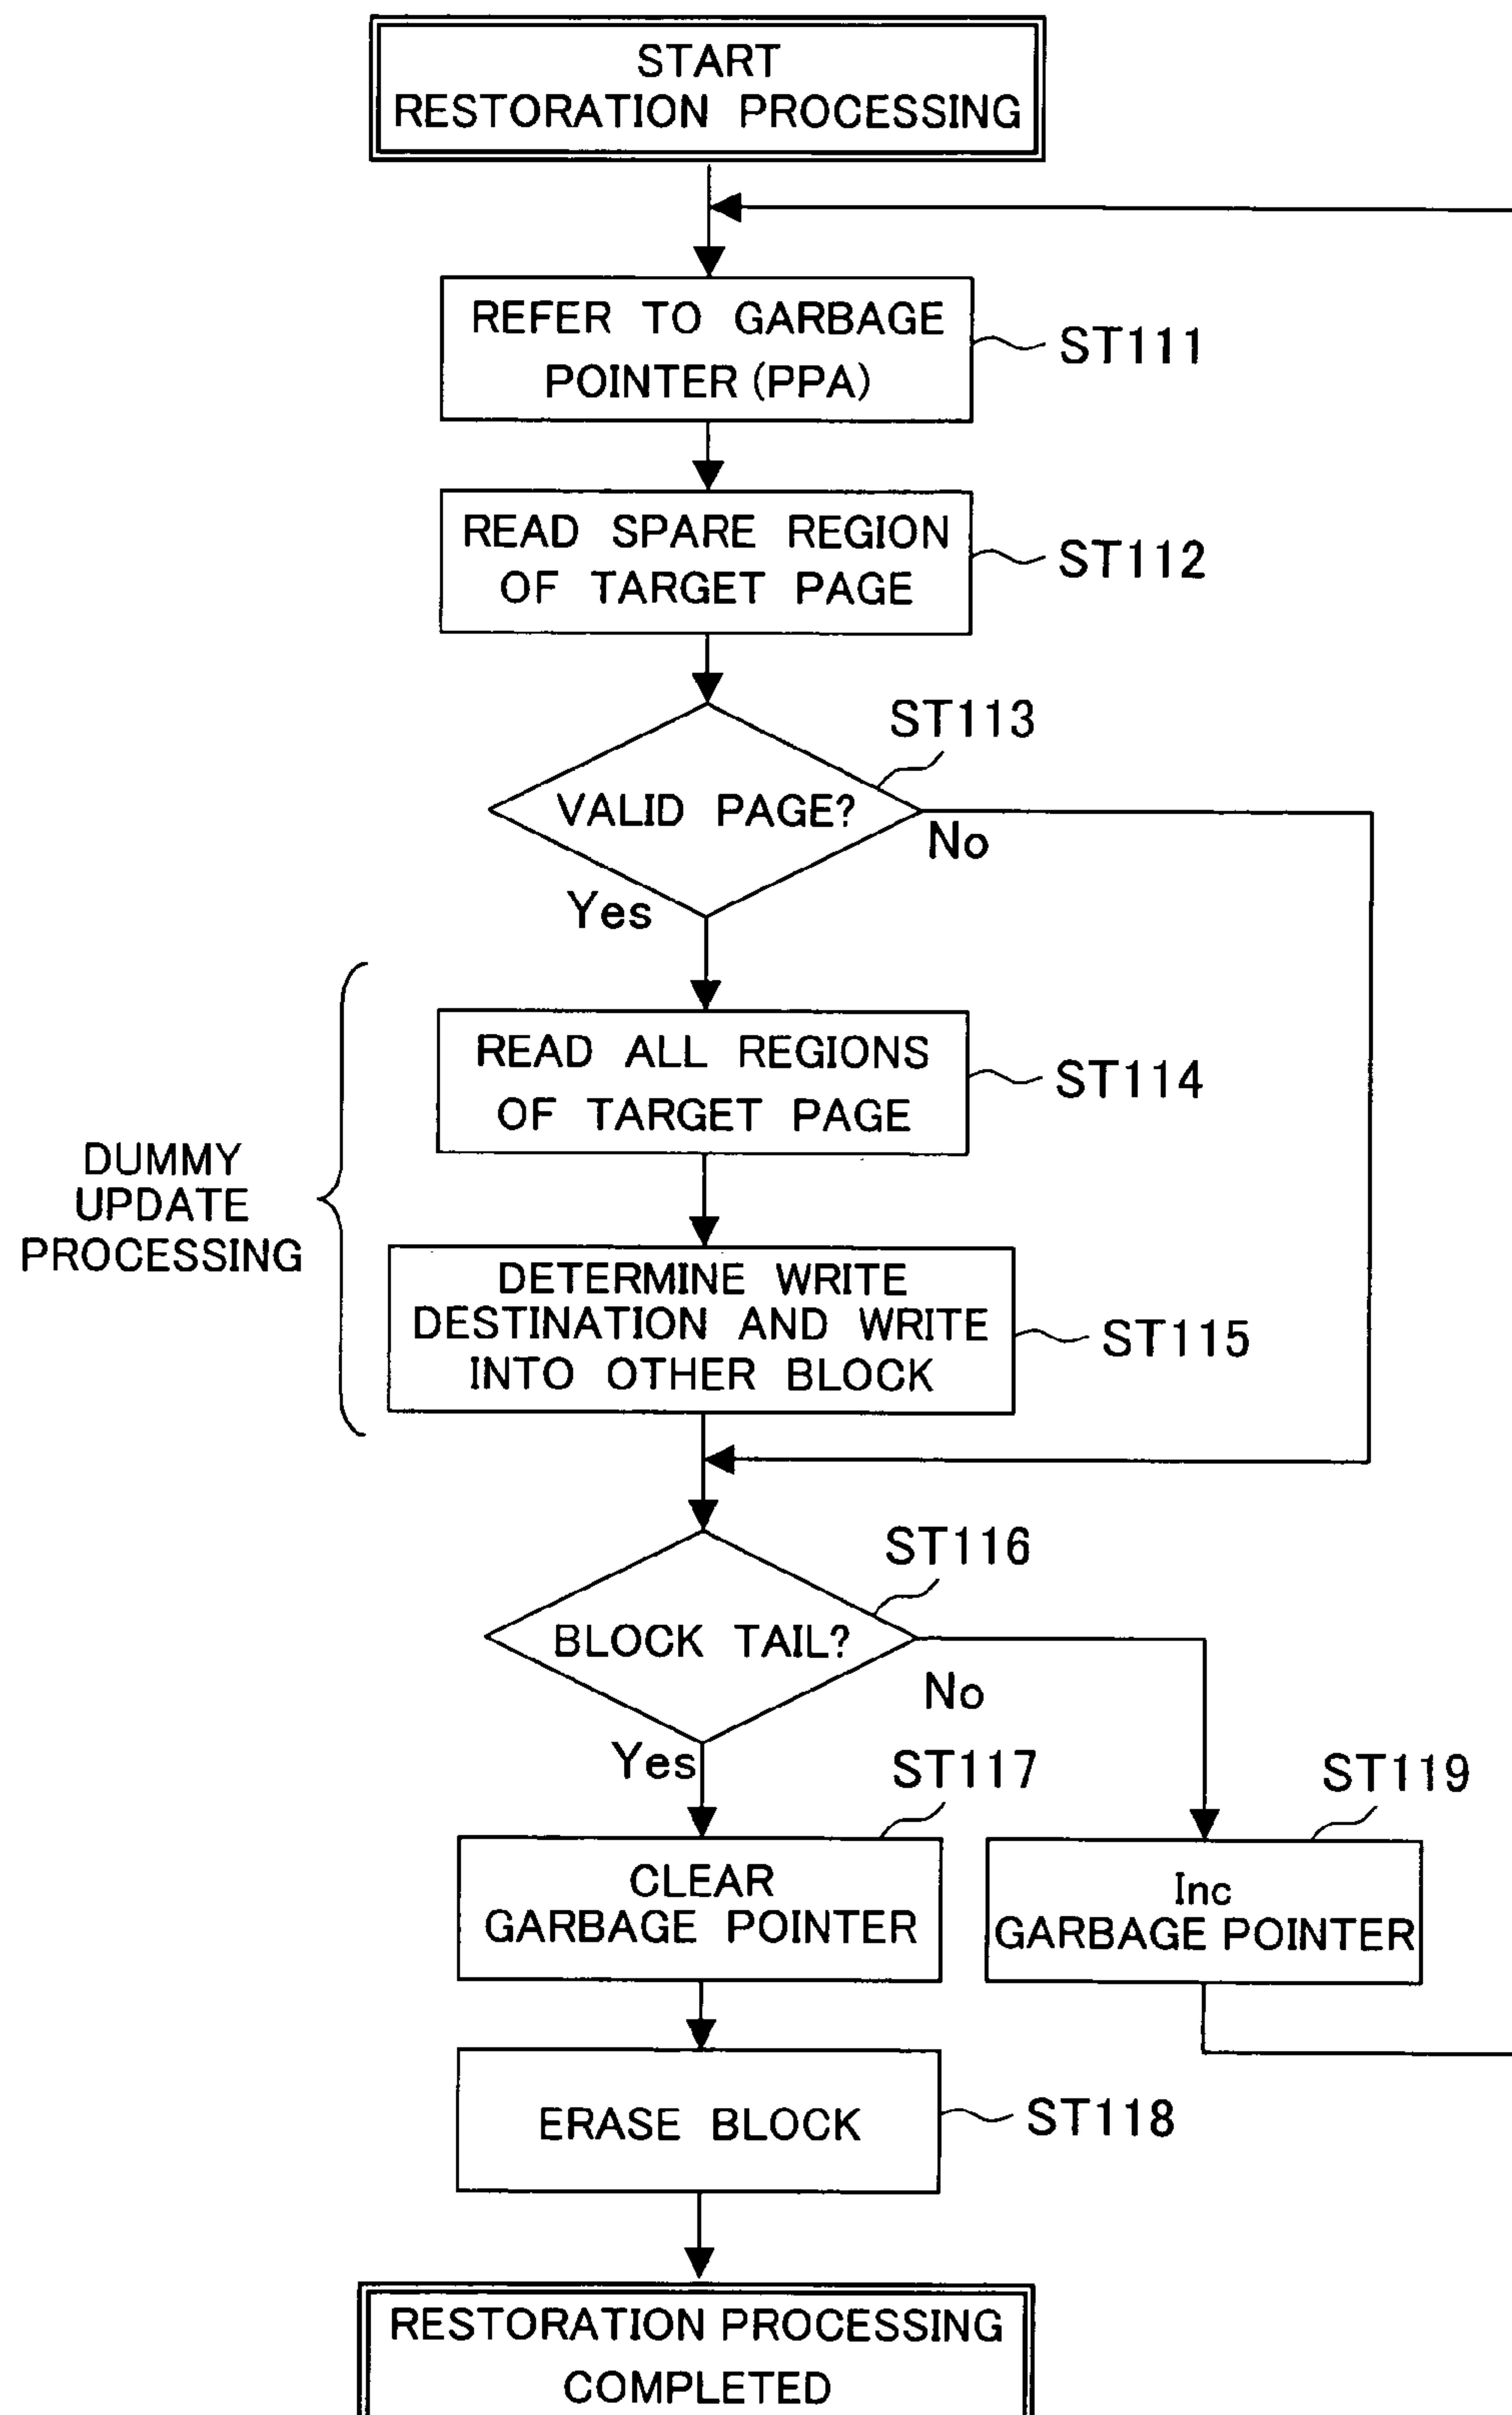 START
RESTORATION PROCESSING
REFER TO GARBAGE
POINTER (PPA)
ST111
READ SPARE REGION
OF TARGET PAGE
ST112
ST113
VALID PAGE?
No
Yes
READ ALL REGIONS
OF TARGET PAGE
ST114
DUMMY
UPDATE
PROCESSING
DETERMINE WRITE
DESTINATION AND WRITE
INTO OTHER BLOCK
ST115
ST116
BLOCK TAIL?
No
Yes
ST117
ST119
CLEAR
GARBAGE POINTER
Inc
GARBAGE POINTER
ERASE BLOCK
ST118
RESTORATION PROCESSING
COMPLETED